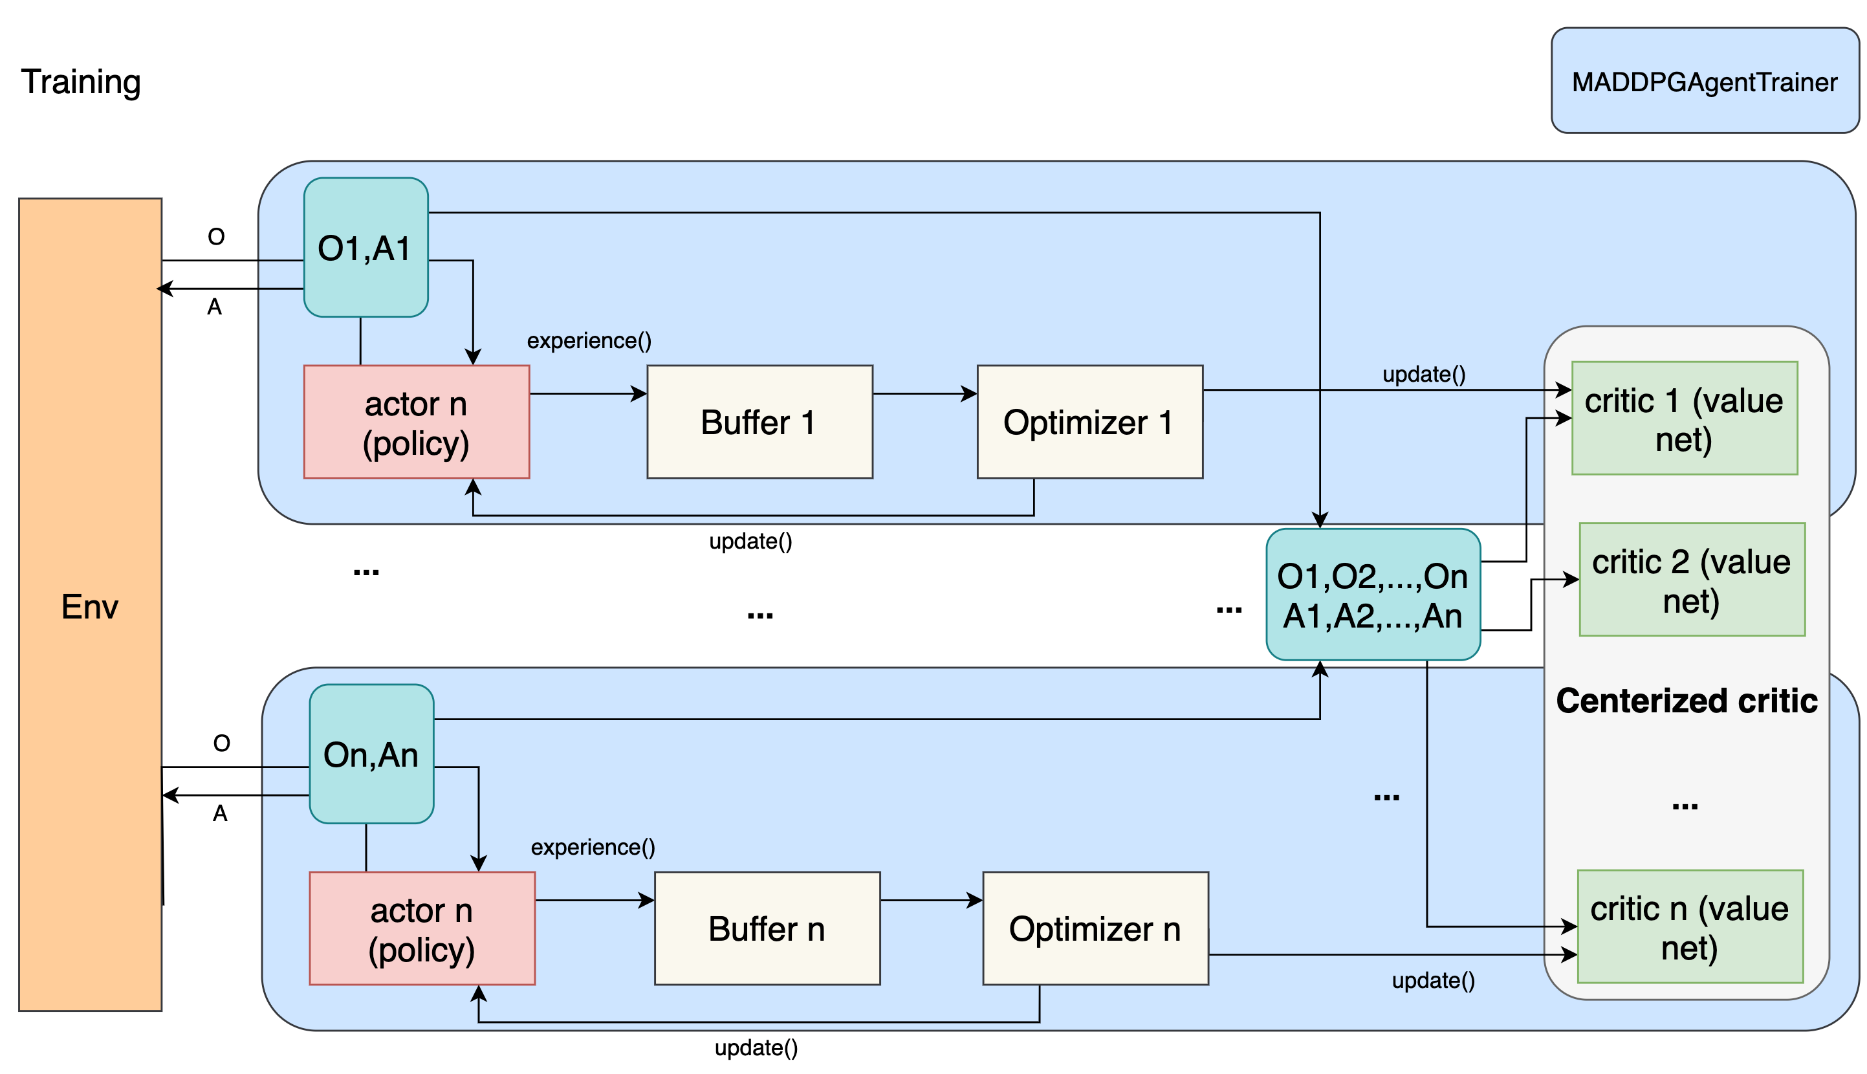 Training
MADDPGAgentTrainer
O
A
O1,A1
experience()
actor n
(policy)
Buffer 1
Optimizer 1
update()
critic 1 (value
net)
update()
...
...
...
O1,O2,...,On
A1,A2,...,An
critic 2 (value
net)
Env
Centerized critic
O
A
On,An
...
...
experience()
actor n
(policy)
Buffer n
Optimizer n
critic n (value
net)
update()
update()